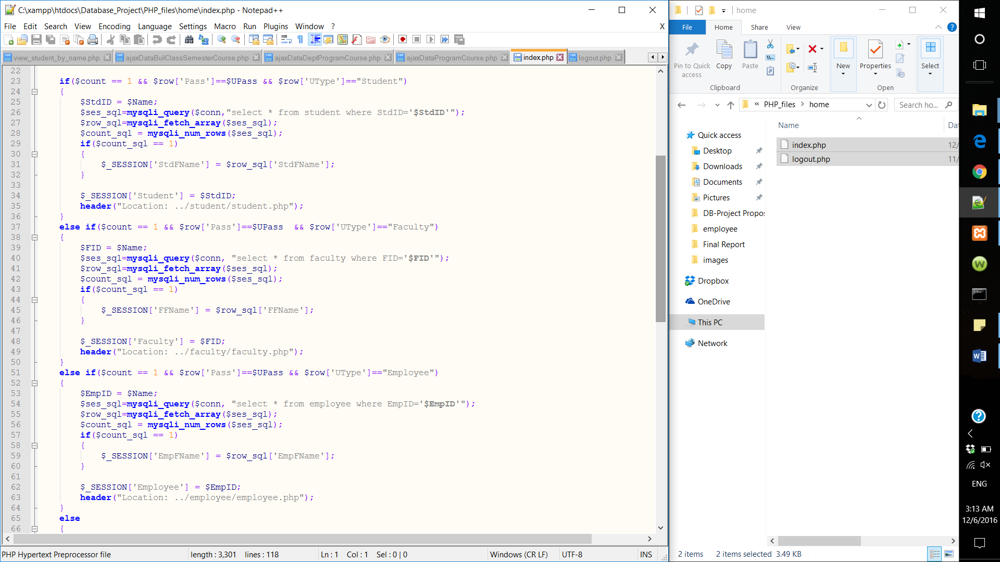 C:\xampp\htdocs\Database_Project\PHP_files\home\index.php - Notepad++
File Edit Search View Encoding Language Settings Macro Run Plugins Window ? X
view_student_by_name.php ajaxDataBuilClassSemesterCourse.php ajaxDataDeptProgramCourse.php ajaxDataProgramCourse.php index.php logout.php
22
23 if($count == 1 && $row['Pass']==$UPass && $row['UType']=="Student")
24 {
25 $StdID = $Name;
26 $ses_sql=mysqli_query($conn,"select * from student where StdID='$StdID'");
27 $row_sql=mysqli_fetch_array($ses_sql);
28 $count_sql = mysqli_num_rows($ses_sql);
29 if($count_sql == 1)
30 {
31 $_SESSION['StdFName'] = $row_sql['StdFName'];
32 }
33
34 $_SESSION['Student'] = $StdID;
35 header("Location: ../student/student.php");
36 }
37 else if($count == 1 && $row['Pass']==$UPass  && $row['UType']=="Faculty")
38 {
39 $FID = $Name;
40 $ses_sql=mysqli_query($conn, "select * from faculty where FID='$FID'");
41 $row_sql=mysqli_fetch_array($ses_sql);
42 $count_sql = mysqli_num_rows($ses_sql);
43 if($count_sql == 1)
44 {
45 $_SESSION['FFName'] = $row_sql['FFName'];
46 }
47
48 $_SESSION['Faculty'] = $FID;
49 header("Location: ../faculty/faculty.php");
50 }
51 else if($count == 1 && $row['Pass']==$UPass && $row['UType']=="Employee")
52 {
53 $EmpID = $Name;
54 $ses_sql=mysqli_query($conn, "select * from employee where EmpID='$EmpID'");
55 $row_sql=mysqli_fetch_array($ses_sql);
56 $count_sql = mysqli_num_rows($ses_sql);
57 if($count_sql == 1)
58 {
59 $_SESSION['EmpFName'] = $row_sql['EmpFName'];
60 }
61
62 $_SESSION['Employee'] = $EmpID;
63 header("Location: ../employee/employee.php");
64 }
65 else
66 {
PHP Hypertext Preprocessor file length : 3,301 lines : 118 Ln : 1 Col : 1 Sel : 0 | 0 Windows (CR LF) UTF-8 INS
home
File Home Share View
Pin to Quick access
Copy
Paste
New
Properties
Select
Clipboard Organize Open
« PHP_files > home
Search ho...
Name Dat
Quick access
Desktop
Downloads
Documents
Pictures
DB-Project Propos
employee
Final Report
images
Dropbox
OneDrive
This PC
Network
index.php 12/
logout.php 11/
2 items 2 items selected 3.49 KB
ENG
3:13 AM
12/6/2016